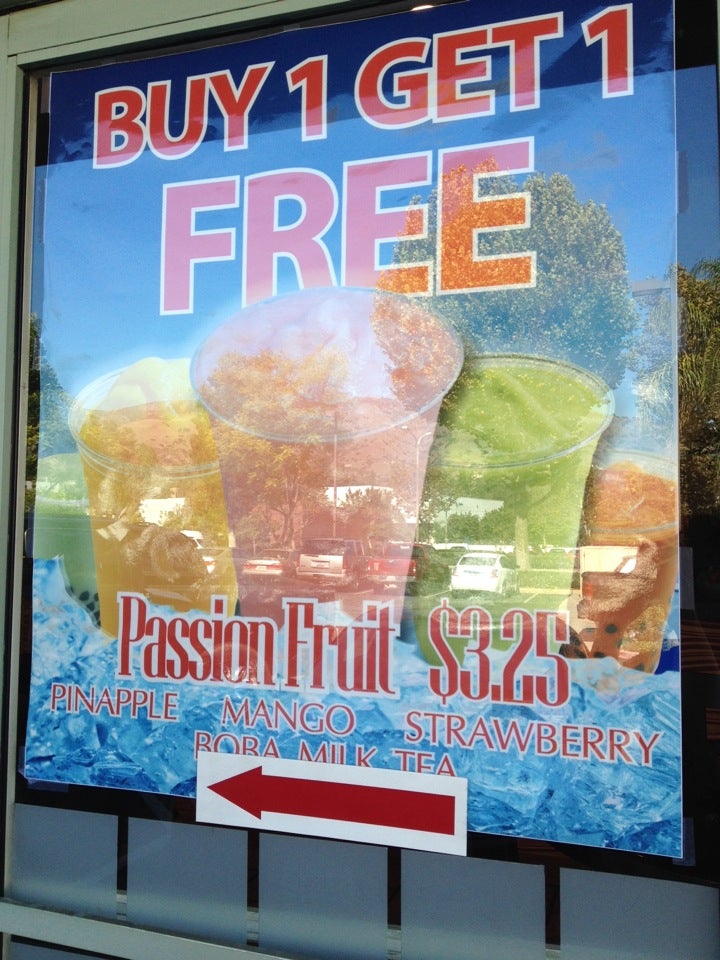 BUY 1 GET 1
FREE
Passion Fruit $3.25
PINAPPLE MANGO STRAWBERRY
BOBA MILK TEA